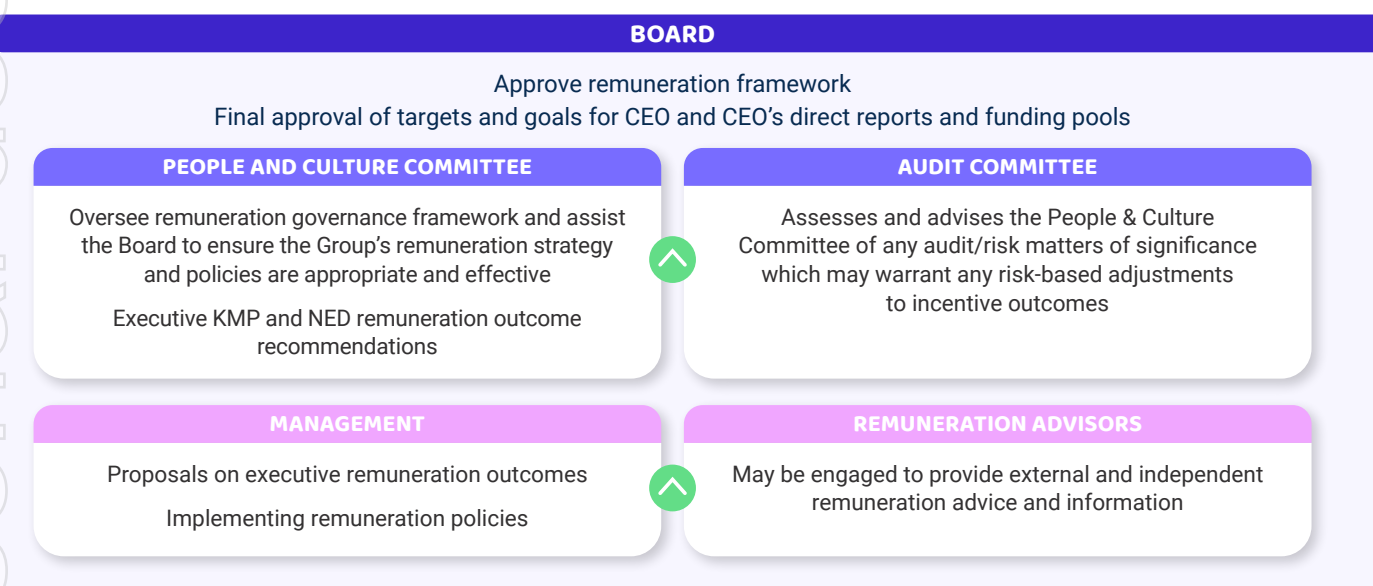 BOARD
Approve remuneration framework
Final approval of targets and goals for CEO and CEO’s direct reports and funding pools
PEOPLE AND CULTURE COMMITTEE
Oversee remuneration governance framework and assist
the Board to ensure the Group’s remuneration strategy
and policies are appropriate and effective
Executive KMP and NED remuneration outcome
recommendations
AUDIT COMMITTEE
Assesses and advises the People & Culture
Committee of any audit/risk matters of significance
which may warrant any risk-based adjustments
to incentive outcomes
MANAGEMENT
Proposals on executive remuneration outcomes
Implementing remuneration policies
REMUNERATION ADVISORS
May be engaged to provide external and independent
remuneration advice and information